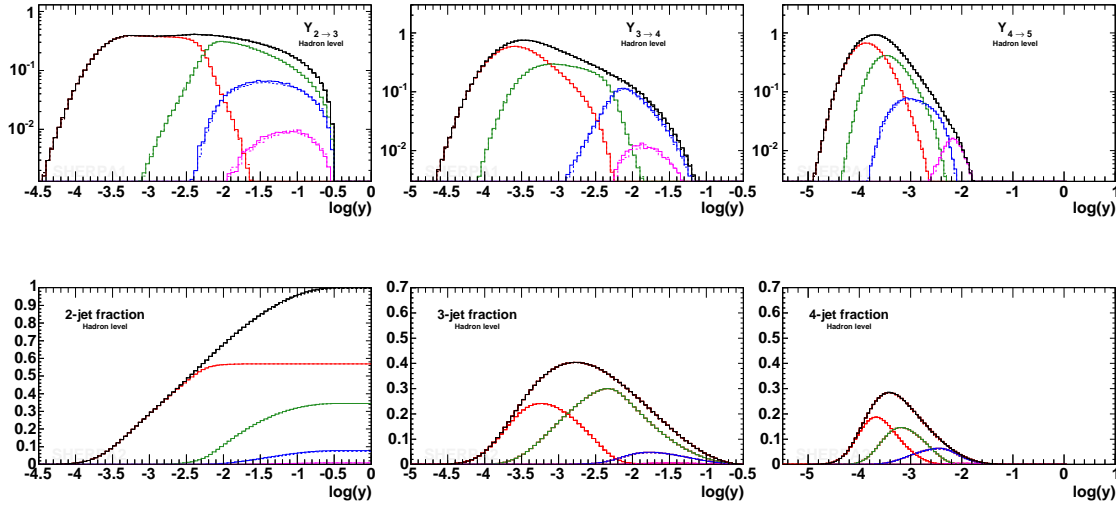 Y2 → 3
Hadron level
1
10-1
10-2
-4.5 -4 -3.5 -3 -2.5 -2 -1.5 -1 -0.5 0
log(y)
Y3 → 4
Hadron level
1
10-1
10-2
-5 -4.5 -4 -3.5 -3 -2.5 -2 -1.5 -1 -0.5
log(y)
Y4 → 5
Hadron level
1
10-1
10-2
-5 -4 -3 -2 -1 0 1
log(y)
2-jet fraction
Hadron level
1
0.9
0.8
0.7
0.6
0.5
0.4
0.3
0.2
0.1
0
-4.5 -4 -3.5 -3 -2.5 -2 -1.5 -1 -0.5 0
log(y)
3-jet fraction
Hadron level
0.7
0.6
0.5
0.4
0.3
0.2
0.1
0
-5 -4.5 -4 -3.5 -3 -2.5 -2 -1.5 -1 -0.5
log(y)
4-jet fraction
Hadron level
0.7
0.6
0.5
0.4
0.3
0.2
0.1
0
-5 -4 -3 -2 -1 0 1
log(y)